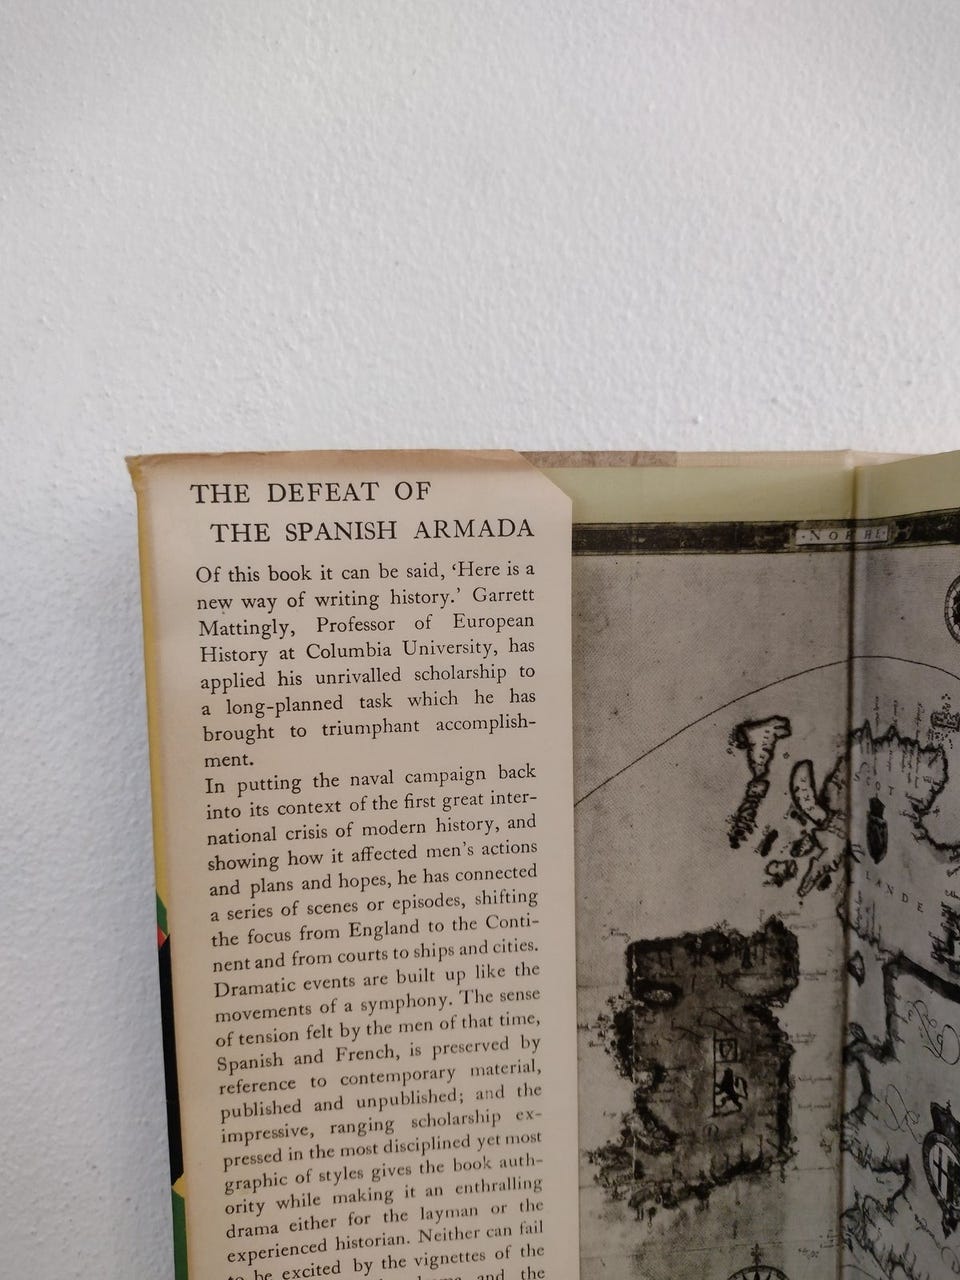 THE DEFEAT OF
THE SPANISH ARMADA
Of this book it can be said, ‘Here is a
new way of writing history.’ Garrett
Mattingly, Professor of European
History at Columbia University, has
applied his unrivalled scholarship to
a long-planned task which he has
brought to triumphant accomplish-
ment.
In putting the naval campaign back
into its context of the first great inter-
national crisis of modern history, and
showing how it affected men’s actions
and plans and hopes, he has connected
a series of scenes or episodes, shifting
the focus from England to the Conti-
nent and from courts to ships and cities.
Dramatic events are built up like the
movements of a symphony. The sense
of tension felt by the men of that time,
Spanish and French, is preserved by
reference to contemporary material,
published and unpublished; and the
impressive, ranging scholarship ex-
pressed in the most disciplined yet most
graphic of styles gives the book auth-
ority while making it an enthralling
drama either for the layman or the
experienced historian. Neither can fail
to be excited by the vignettes of the
and the